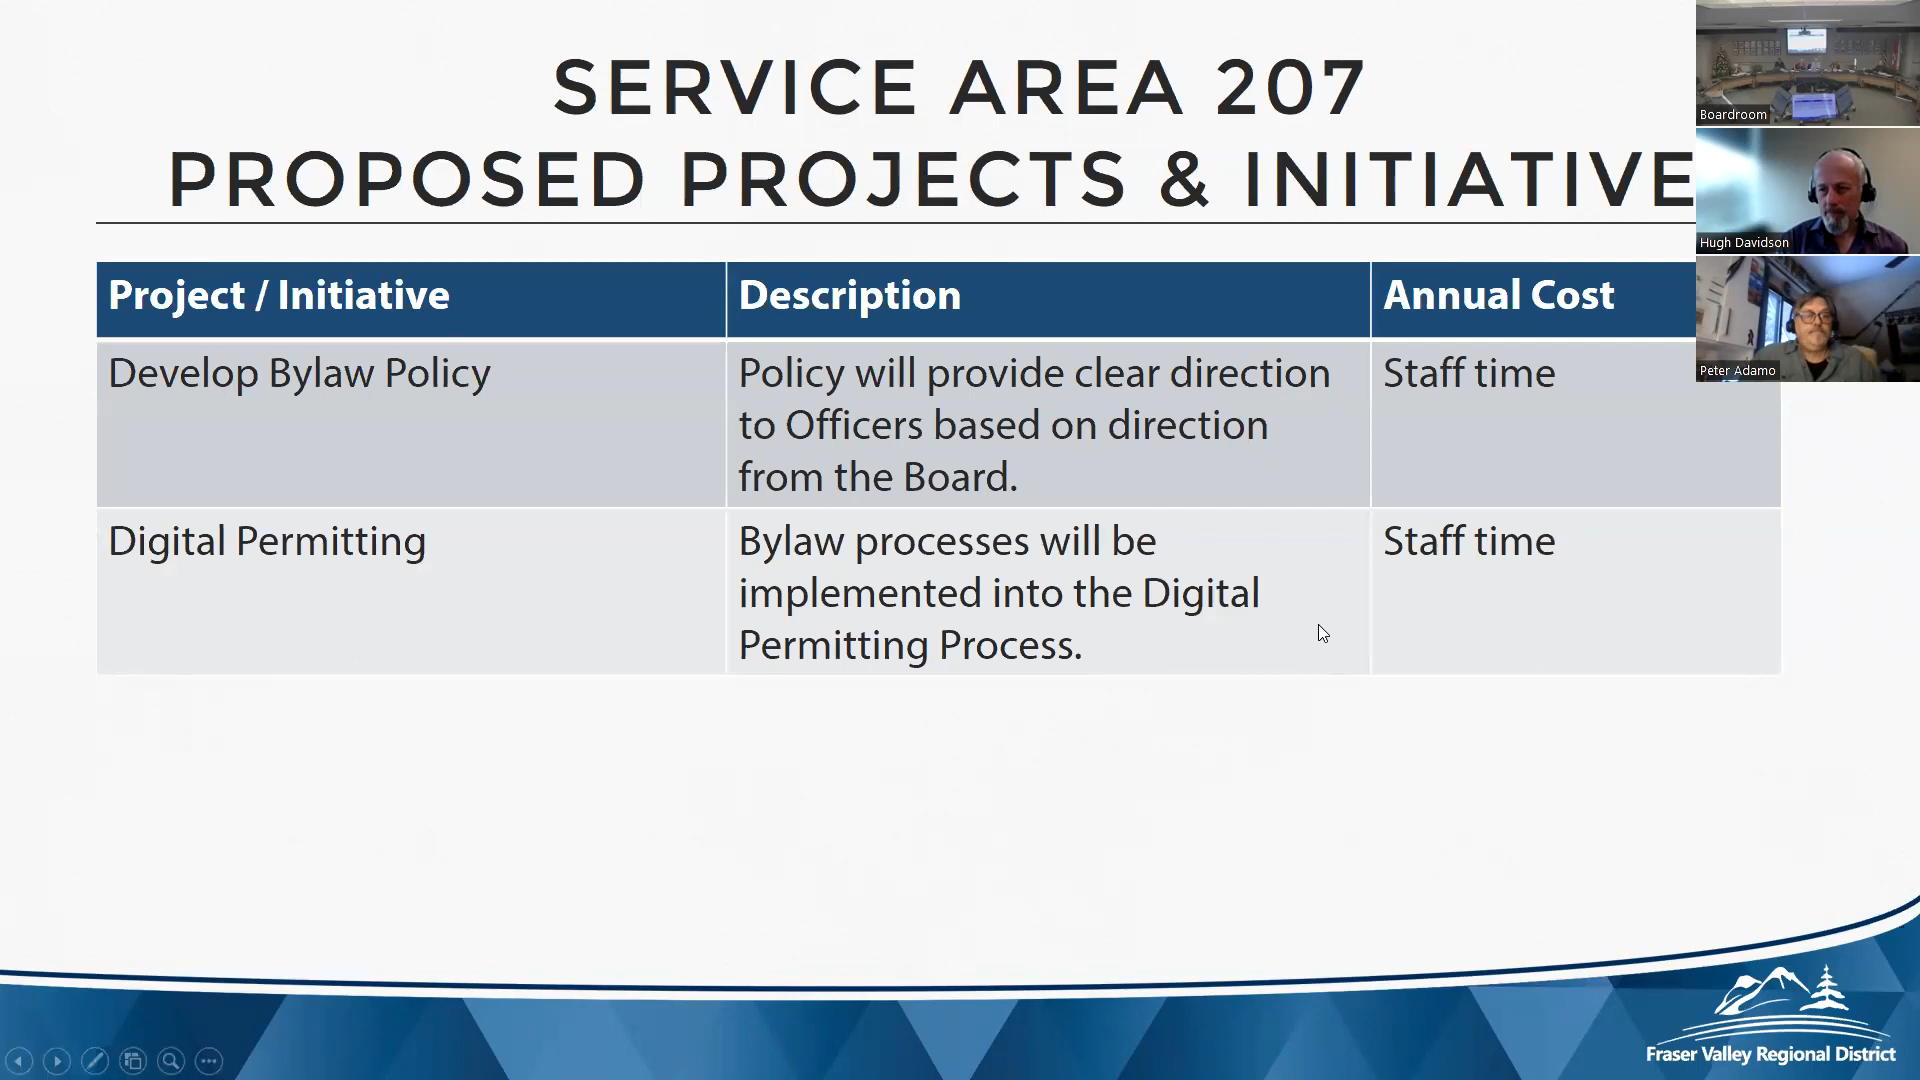 SERVICE AREA 207
PROPOSED PROJECTS & INITIATIVE
Project / Initiative
Description
Annual Cost
Develop Bylaw Policy
Policy will provide clear direction
to Officers based on direction
from the Board.
Staff time
Digital Permitting
Bylaw processes will be
implemented into the Digital
Permitting Process.
Staff time
Boardroom
Hugh Davidson
Peter Adamo
Fraser Valley Regional District